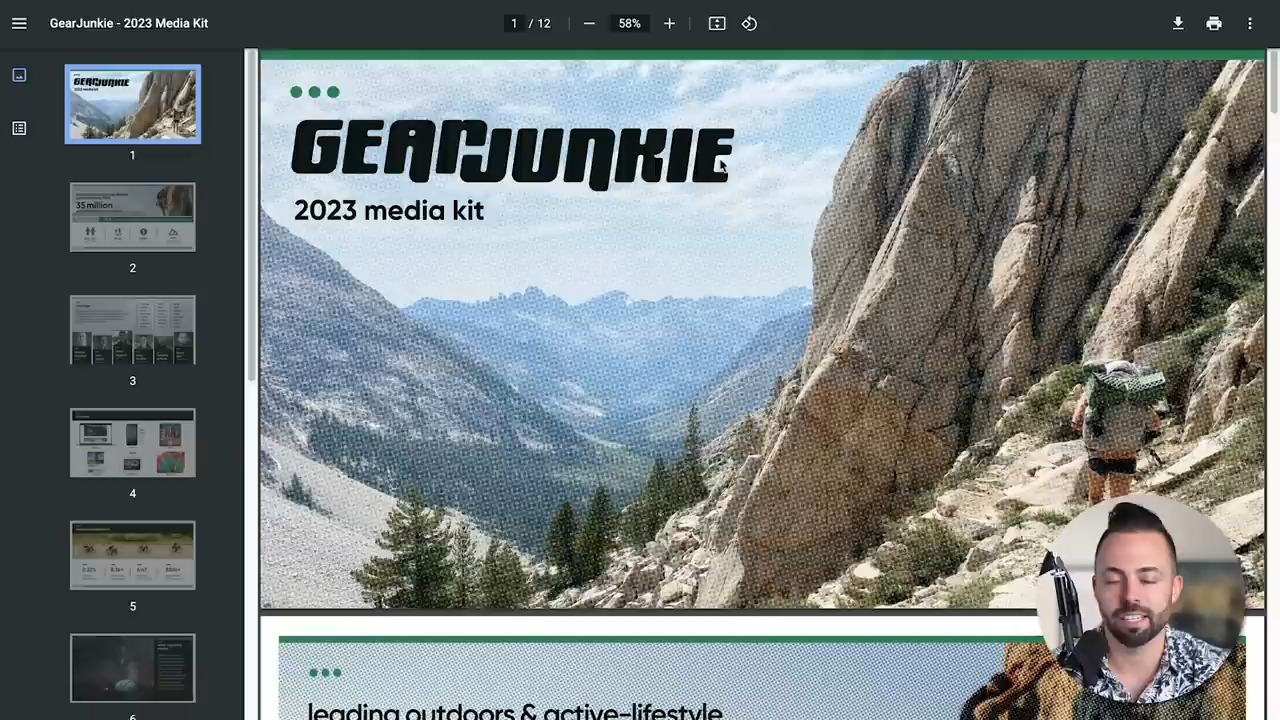 GearJunkie - 2023 Media Kit
1 / 12
58%
GEARJUNKIE
2023 media kit
1
35 million
2
3
4
5
6
leading outdoors & active-lifestyle